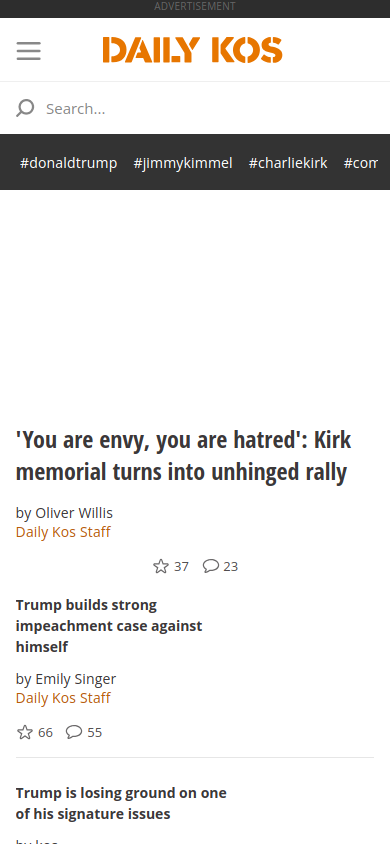 ADVERTISEMENT
DAILY KOS
Search...
#donaldtrump #jimmykimmel #charliekirk #com
'You are envy, you are hatred': Kirk
memorial turns into unhinged rally
by Oliver Willis
Daily Kos Staff
37 23
Trump builds strong
impeachment case against
himself
by Emily Singer
Daily Kos Staff
66 55
Trump is losing ground on one
of his signature issues
by kos